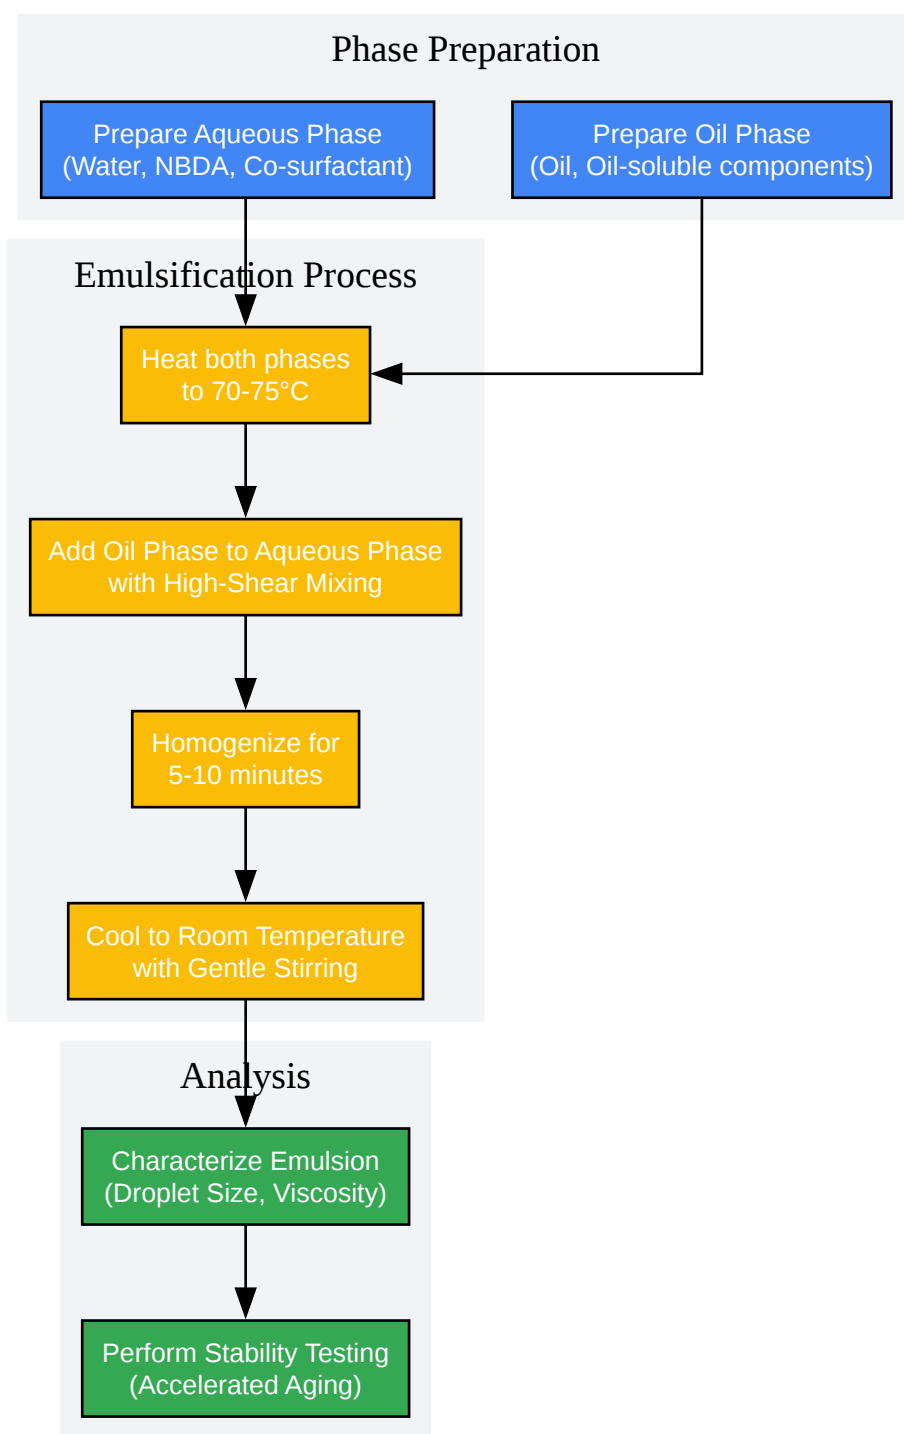 Phase Preparation
Prepare Aqueous Phase
(Water, NBDA, Co-surfactant)
Prepare Oil Phase
(Oil, Oil-soluble components)
Emulsification Process
Heat both phases
to 70-75°C
Add Oil Phase to Aqueous Phase
with High-Shear Mixing
Homogenize for
5-10 minutes
Cool to Room Temperature
with Gentle Stirring
Analysis
Characterize Emulsion
(Droplet Size, Viscosity)
Perform Stability Testing
(Accelerated Aging)